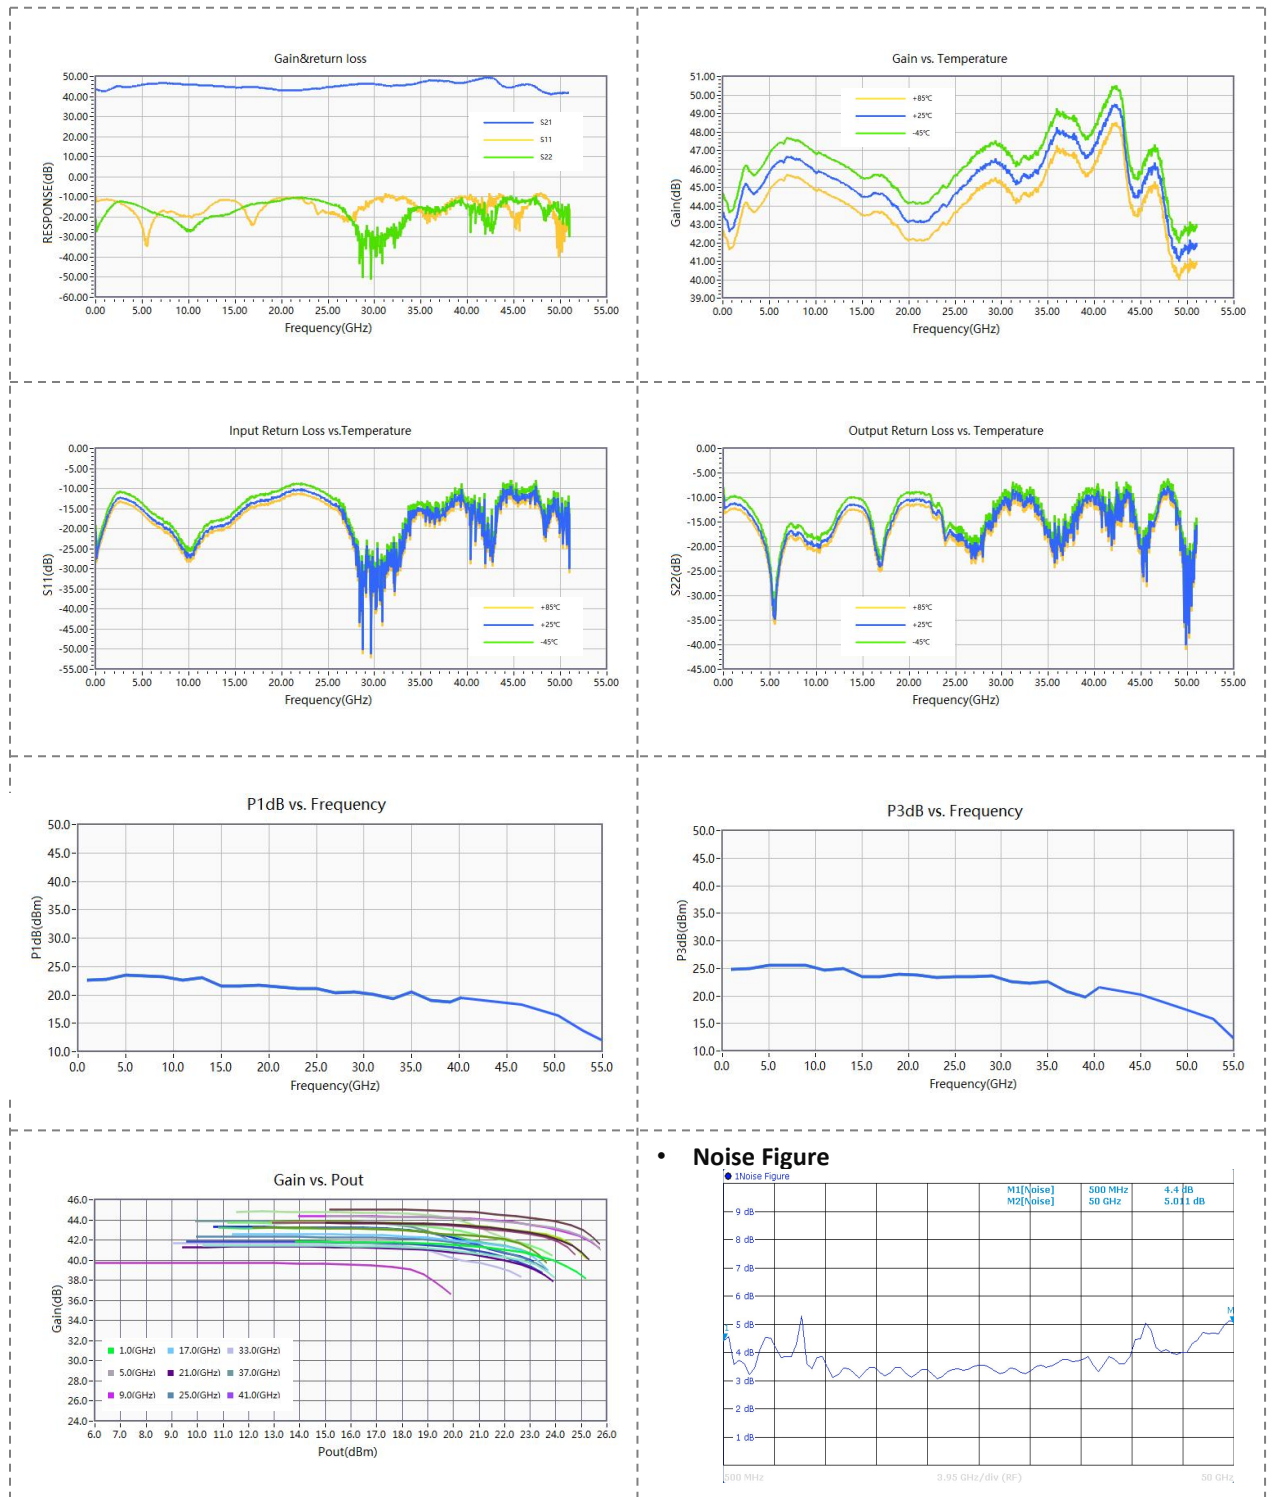 Gain&return loss
50.00
40.00
30.00
20.00
10.00
0.00
-10.00
-20.00
-30.00
-40.00
-50.00
-60.00
RESPONSE(dB)
S21
S11
S22
0.00 5.00 10.00 15.00 20.00 25.00 30.00 35.00 40.00 45.00 50.00 55.00
Frequency(GHz)
Gain vs. Temperature
51.00
50.00
49.00
48.00
47.00
46.00
45.00
44.00
43.00
42.00
41.00
40.00
39.00
Gain(dB)
+85℃
+25℃
-45℃
0.00 5.00 10.00 15.00 20.00 25.00 30.00 35.00 40.00 45.00 50.00 55.00
Frequency(GHz)
Input Return Loss vs.Temperature
0.00
-5.00
-10.00
-15.00
-20.00
-25.00
-30.00
-35.00
-40.00
-45.00
-50.00
-55.00
S11(dB)
+85℃
+25℃
-45℃
0.00 5.00 10.00 15.00 20.00 25.00 30.00 35.00 40.00 45.00 50.00 55.00
Frequency(GHz)
Output Return Loss vs. Temperature
0.00
-5.00
-10.00
-15.00
-20.00
-25.00
-30.00
-35.00
-40.00
-45.00
S22(dB)
+85℃
+25℃
-45℃
0.00 5.00 10.00 15.00 20.00 25.00 30.00 35.00 40.00 45.00 50.00 55.00
Frequency(GHz)
P1dB vs. Frequency
50.0
45.0
40.0
35.0
30.0
25.0
20.0
15.0
10.0
P1dB(dBm)
0.0 5.0 10.0 15.0 20.0 25.0 30.0 35.0 40.0 45.0 50.0 55.0
Frequency(GHz)
P3dB vs. Frequency
50.0
45.0
40.0
35.0
30.0
25.0
20.0
15.0
10.0
P3dB(dBm)
0.0 5.0 10.0 15.0 20.0 25.0 30.0 35.0 40.0 45.0 50.0 55.0
Frequency(GHz)
Gain vs. Pout
46.0
44.0
42.0
40.0
38.0
36.0
34.0
32.0
30.0
28.0
26.0
24.0
Gain(dB)
1.0(GHz) 17.0(GHz) 33.0(GHz)
5.0(GHz) 21.0(GHz) 37.0(GHz)
9.0(GHz) 25.0(GHz) 41.0(GHz)
6.0 7.0 8.0 9.0 10.0 11.0 12.0 13.0 14.0 15.0 16.0 17.0 18.0 19.0 20.0 21.0 22.0 23.0 24.0 25.0 26.0
Pout(dBm)
• Noise Figure
1Noise Figure
M1[Noise] 500 MHz 4.4 dB
M2[Noise] 50 GHz 5.011 dB
9 dB
8 dB
7 dB
6 dB
5 dB
4 dB
3 dB
2 dB
1 dB
500 MHz 3.95 GHz/div (RF) 50 GHz